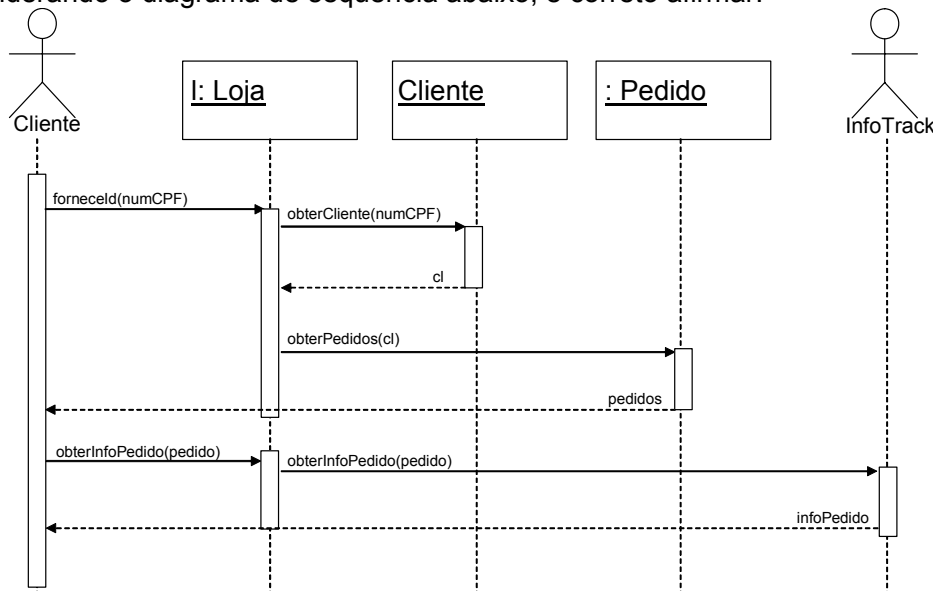 o diagrama de sequência abaixo, é correto afirmar:
l: Loja
Cliente
: Pedido
Cliente
InfoTrack
forneceId(numCPF)
obterCliente(numCPF)
cl
obterPedidos(cl)
pedidos
obterInfoPedido(pedido)
obterInfoPedido(pedido)
infoPedido